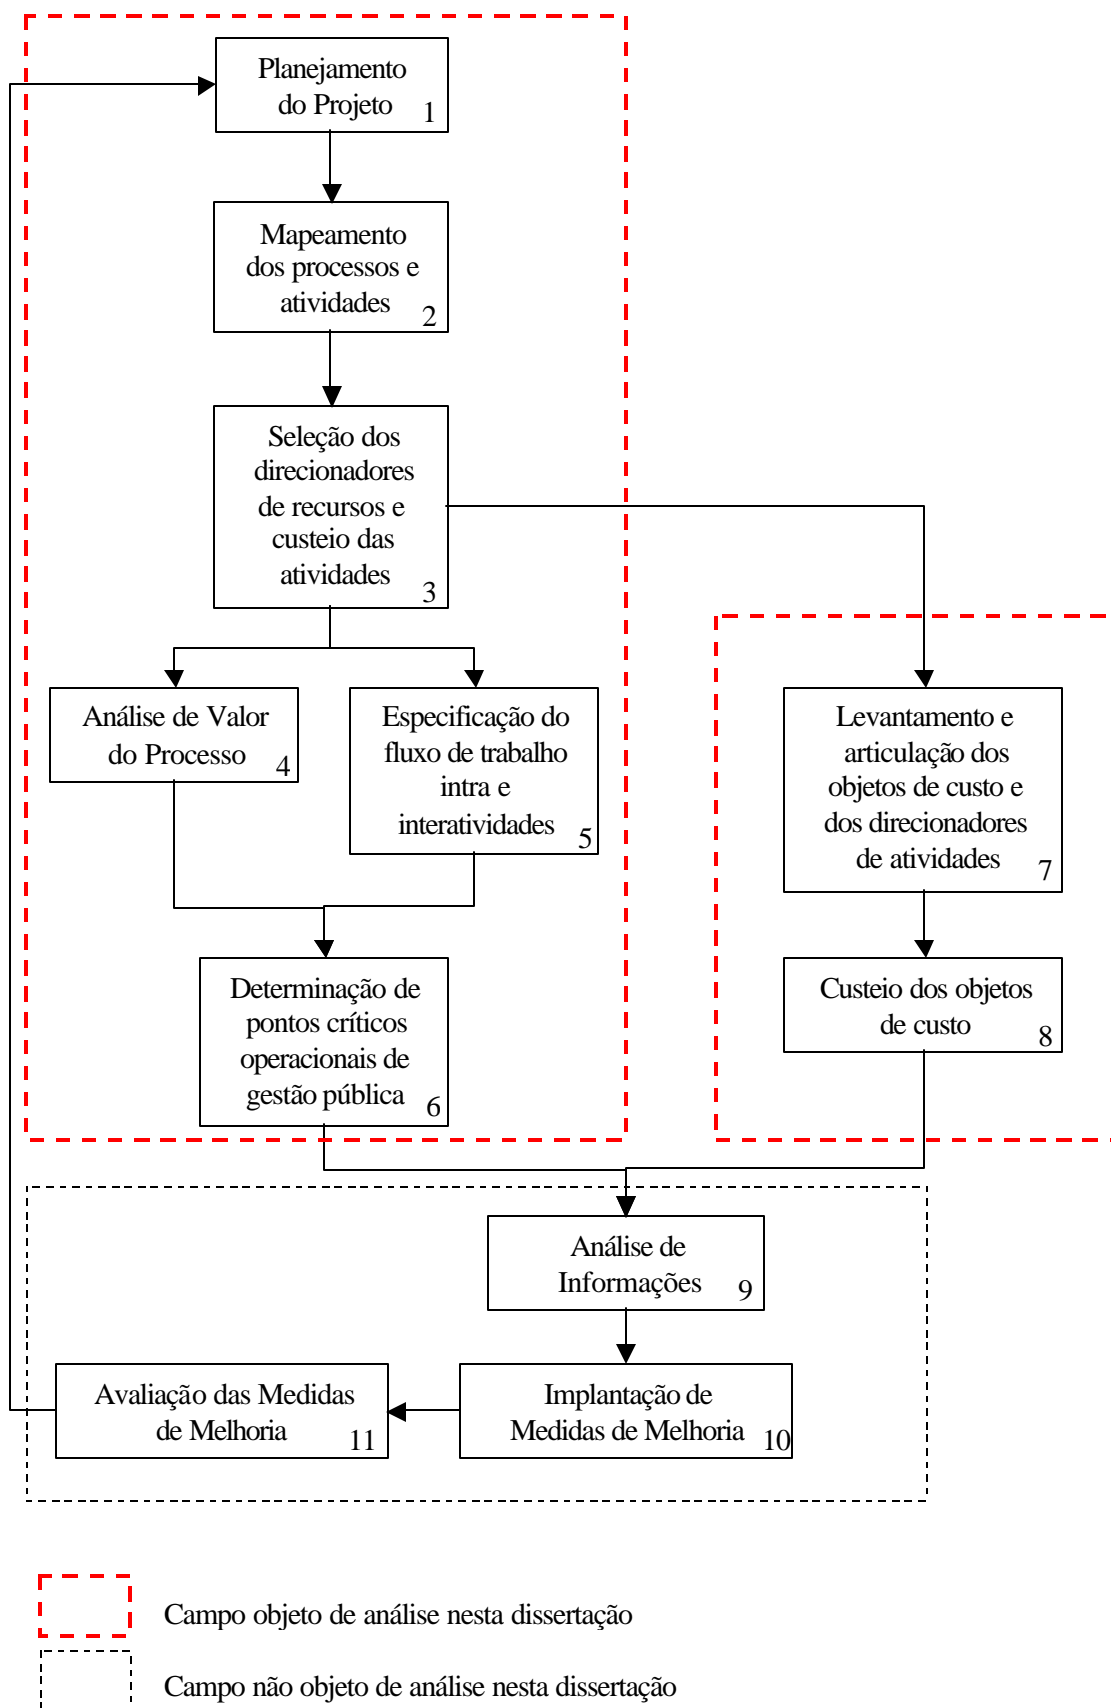 Planejamento
do Projeto
1
Mapeamento
dos processos e
atividades
2
Seleção dos
direcionadores
de recursos e
custeio das
atividades
3
Análise de Valor
do Processo
4
Especificação do
fluxo de trabalho
intra e
interatividades
5
Determinação de
pontos críticos
operacionais de
gestão pública
6
Levantamento e
articulação dos
objetos de custo e
dos direcionadores
de atividades
7
Custeio dos objetos
de custo
8
Análise de
Informações
9
Implantação de
Medidas de Melhoria
10
Avaliação das Medidas
de Melhoria
11
Campo objeto de análise nesta dissertação
Campo não objeto de análise nesta dissertação